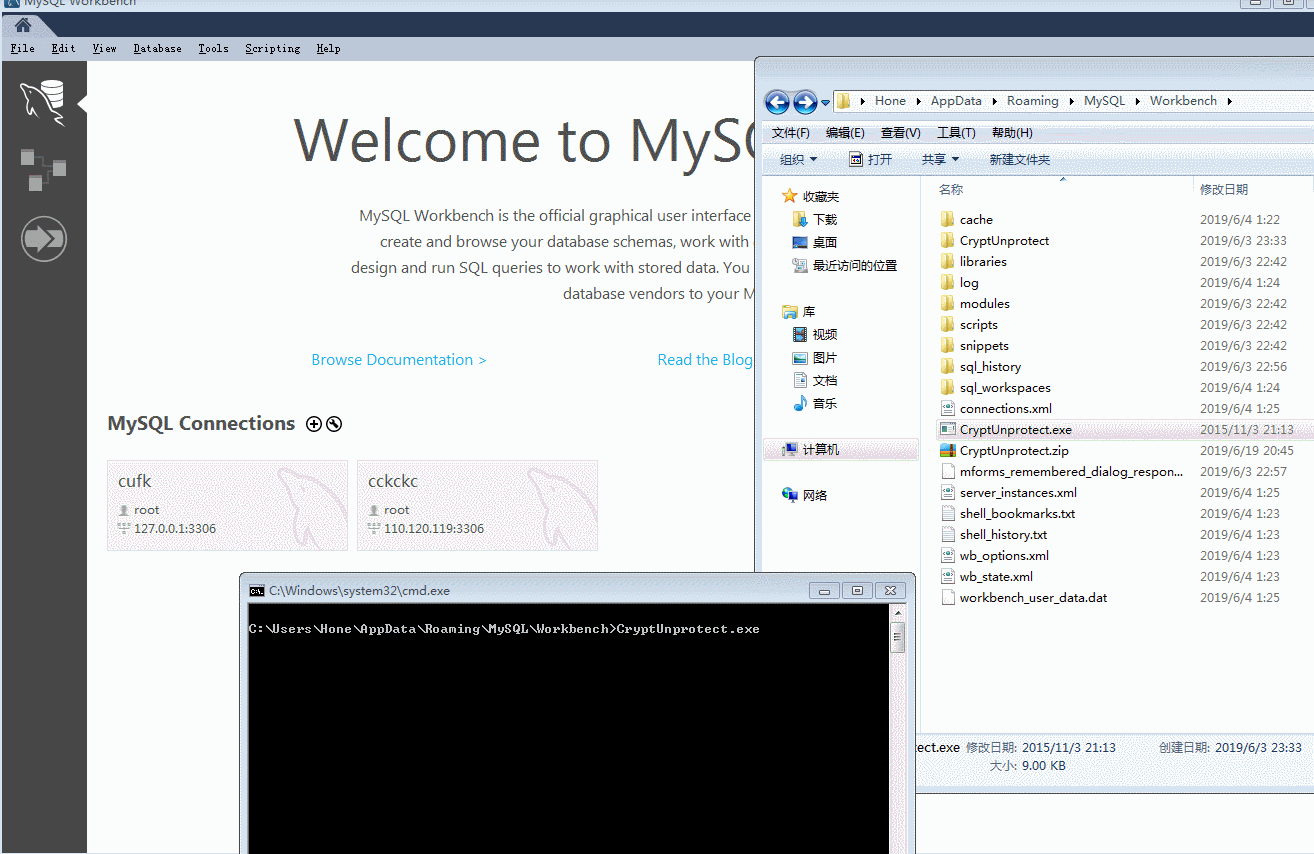 MySQL Workbench
File Edit View Database Tools Scripting Help
Welcome to MySQ
MySQL Workbench is the official graphical user interface
create and browse your database schemas, work with
design and run SQL queries to work with stored data. You
database vendors to your M
Browse Documentation >
Read the Blog
MySQL Connections
cufk
root
127.0.0.1:3306
cckckc
root
110.120.119:3306
Hone AppData Roaming MySQL Workbench
文件(F) 编辑(E) 查看(V) 工具(T) 帮助(H)
组织 打开 共享 新建文件夹
收藏夹
下载
桌面
最近访问的位置
库
视频
图片
文档
音乐
计算机
网络
名称 修改日期
cache 2019/6/4 1:22
CryptUnprotect 2019/6/3 23:33
libraries 2019/6/3 22:42
log 2019/6/4 1:24
modules 2019/6/3 22:42
scripts 2019/6/3 22:42
snippets 2019/6/3 22:42
sql_history 2019/6/3 22:56
sql_workspaces 2019/6/4 1:24
connections.xml 2019/6/4 1:25
CryptUnprotect.exe 2015/11/3 21:13
CryptUnprotect.zip 2016/6/19 20:45
mforms_remembered_dialog_respon... 2019/6/3 22:57
server_instances.xml 2019/6/4 1:25
shell_bookmarks.txt 2019/6/4 1:23
shell_history.txt 2019/6/4 1:23
wb_options.xml 2019/6/4 1:23
wb_state.xml 2019/6/4 1:23
workbench_user_data.dat 2019/6/4 1:25
tect.exe 修改日期: 2015/11/3 21:13 创建日期: 2019/6/3 23:33
大小: 9.00 KB
C:\Windows\system32\cmd.exe
C:\Users\Hone\AppData\Roaming\MySQL\Workbench>CryptUnprotect.exe